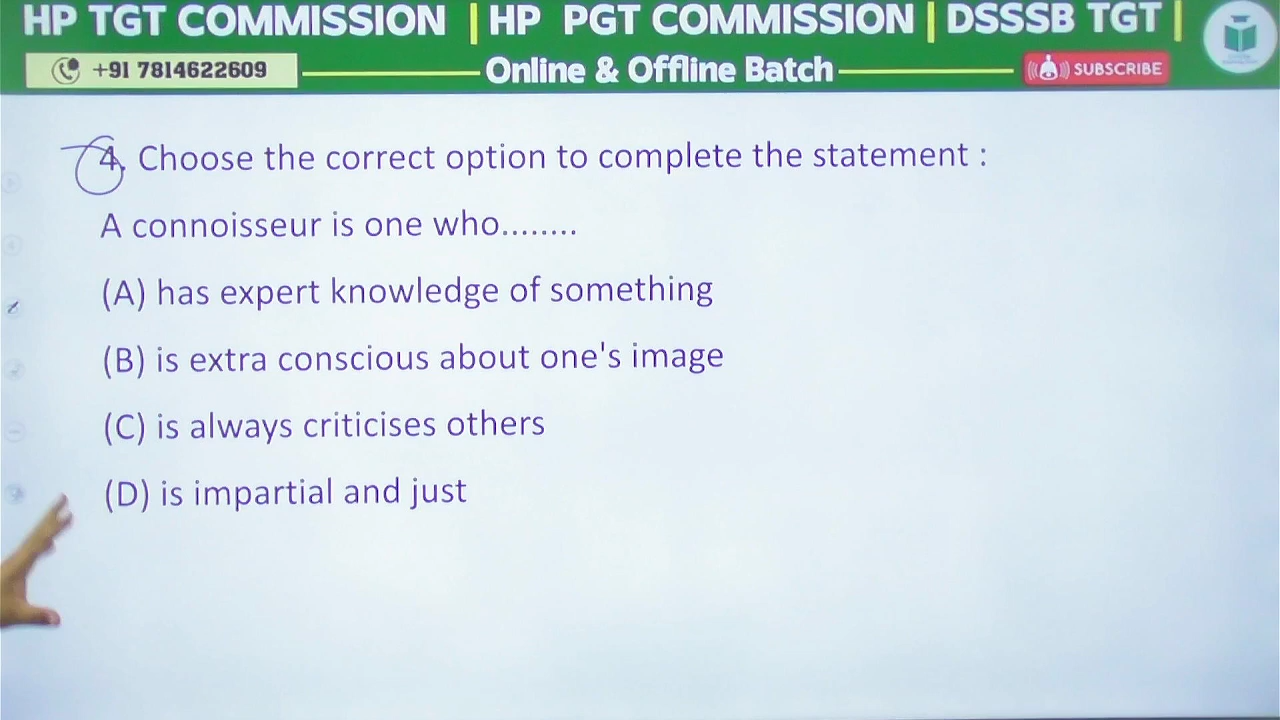 HP TGT COMMISSION | HP PGT COMMISSION | DSSSB TGT |
+91 7814622609
Online & Offline Batch
SUBSCRIBE
4. Choose the correct option to complete the statement :
A connoisseur is one who........
(A) has expert knowledge of something
(B) is extra conscious about one's image
(C) is always criticises others
(D) is impartial and just